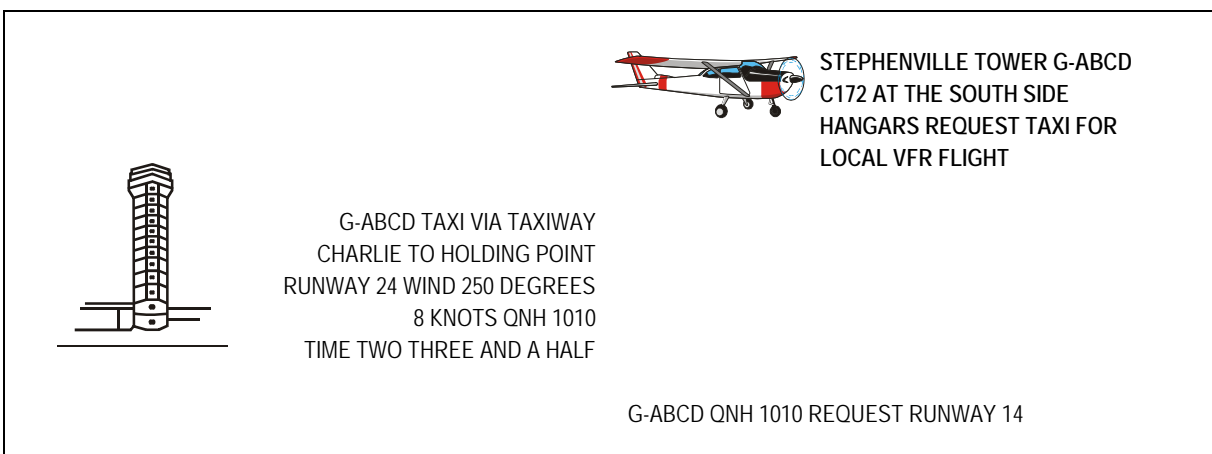 STEPHENVILLE TOWER G-ABCD
C172 AT THE SOUTH SIDE
HANGARS REQUEST TAXI FOR
LOCAL VFR FLIGHT
G-ABCD TAXI VIA TAXIWAY
CHARLIE TO HOLDING POINT
RUNWAY 24 WIND 250 DEGREES
8 KNOTS QNH 1010
TIME TWO THREE AND A HALF
G-ABCD QNH 1010 REQUEST RUNWAY 14